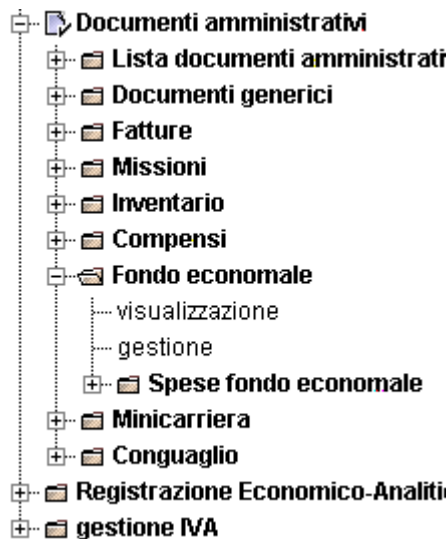 Documenti amministrativi
Lista documenti amministrati
Documenti generici
Fatture
Missioni
Inventario
Compensi
Fondo economale
visualizzazione
gestione
Spese fondo economale
Minicarriera
Conguaglio
Registrazione Economico-Analiti
gestione IVA